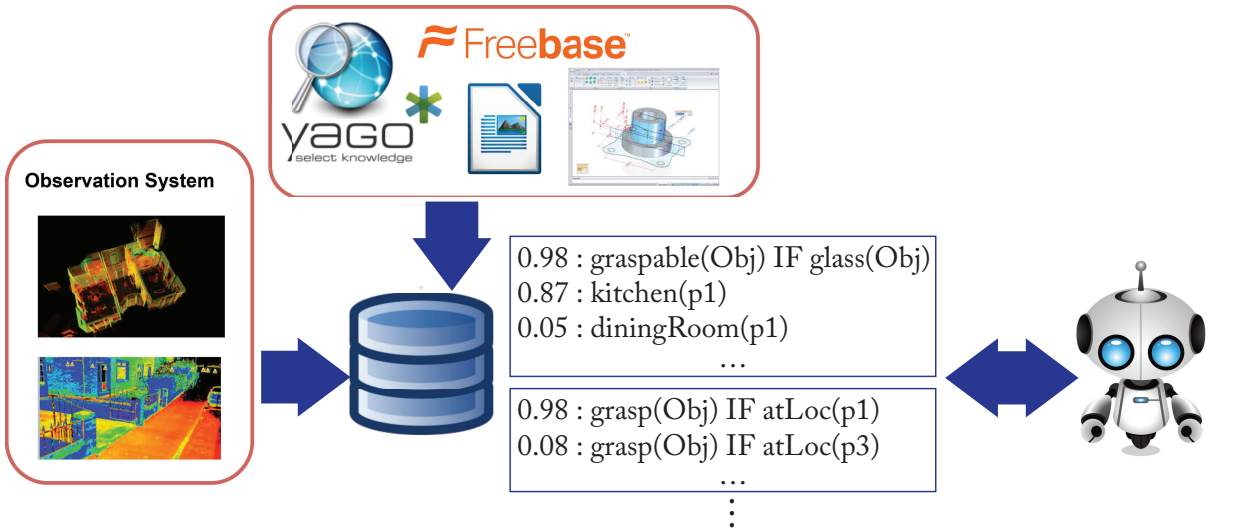 Freebase™
yago
select knowledge
Observation System
0.98 : graspable(Obj) IF glass(Obj)
0.87 : kitchen(p1)
0.05 : diningRoom(p1)
...
0.98 : grasp(Obj) IF atLoc(p1)
0.08 : grasp(Obj) IF atLoc(p3)
...